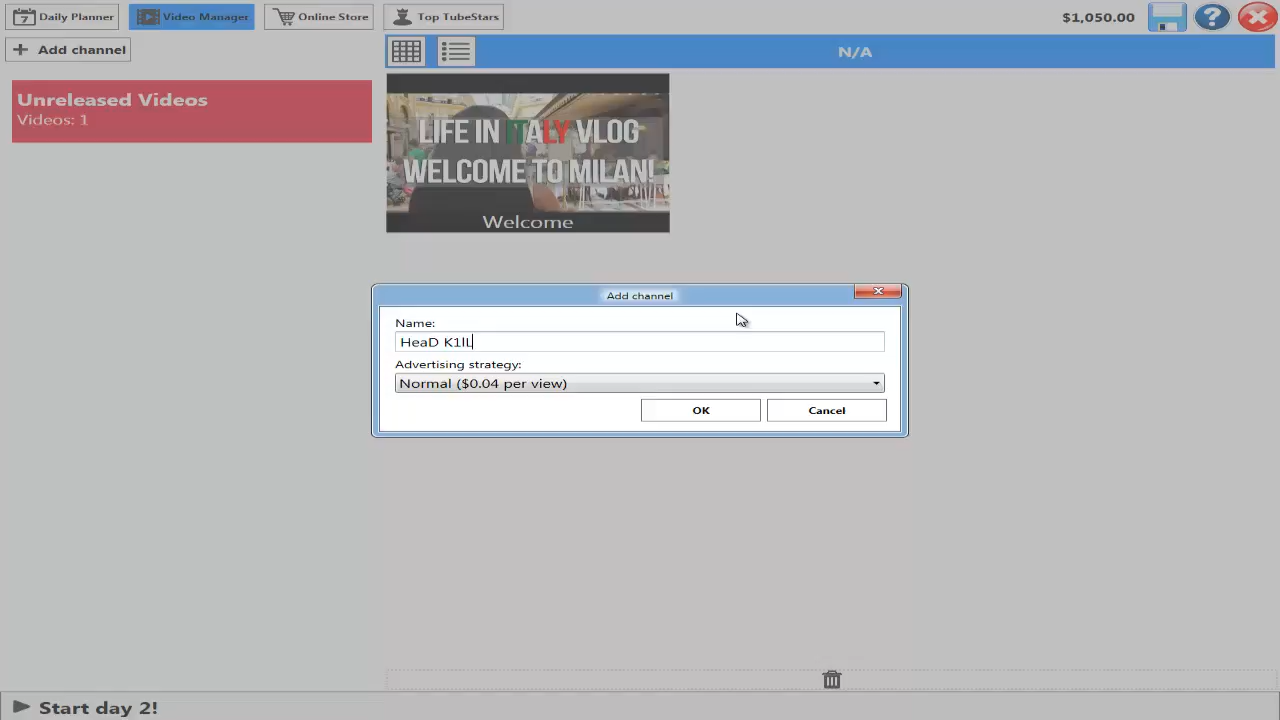 7 Daily Planner Video Manager Online Store Top TubeStars $1,050.00 ?
+ Add channel
N/A
Unreleased Videos
Videos: 1
LIFE IN ITALY VLOG
WELCOME TO MILAN!
Welcome
Add channel
Name:
HeaD K1lL
Advertising strategy:
Normal ($0.04 per view)
OK Cancel
Start day 2!